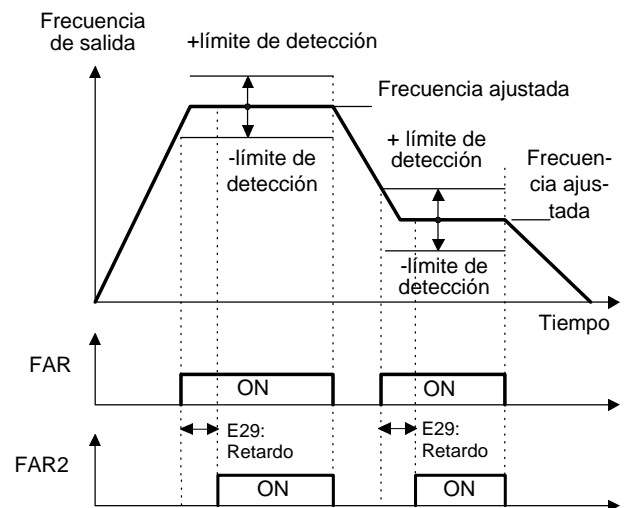 Frecuencia
de salida
+límite de detección
Frecuencia ajustada
-límite de
detección
+ límite de
detección
Frecuen-
cia ajus-
tada
-límite de
detección
Tiempo
FAR
ON
ON
E29:
Retardo
E29:
Retardo
FAR2
ON
ON